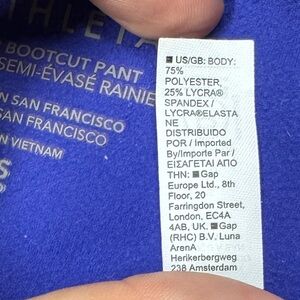 THLETA
BOOTCUT PANT
SEMI-ÉVASÉ RAINIE
N SAN FRANCISCO
SAN FRANCISCO
N VIETNAM
S
P
■ US/GB: BODY:
75%
POLYESTER,
25% LYCRA®
SPANDEX /
LYCRA®ELASTA
NE
DISTRIBUIDO
POR / Imported
By/Importe Par /
ΕΙΣΑΓΕΤΑΙ ΑΠΟ
ΤΗΝ: ■Gap
Europe Ltd., 8th
Floor, 20
Farringdon Street,
London, EC4A
4AB, UK. ■Gap
(RHC) B.V. Luna
ArenA
Herikerbergweg
238 Amsterdam